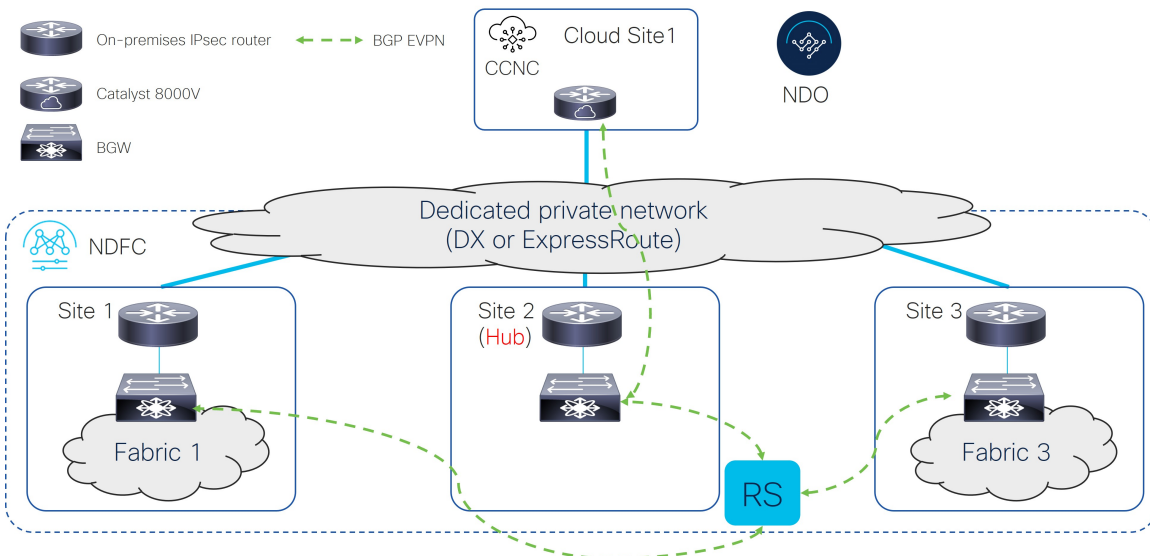 On-premises IPsec router
BGP EVPN
Catalyst 8000V
BGW
Cloud Site1
CCNC
NDO
Dedicated private network
(DX or ExpressRoute)
NDFC
Site 1
Site 2
(Hub)
Site 3
Fabric 1
Fabric 3
RS